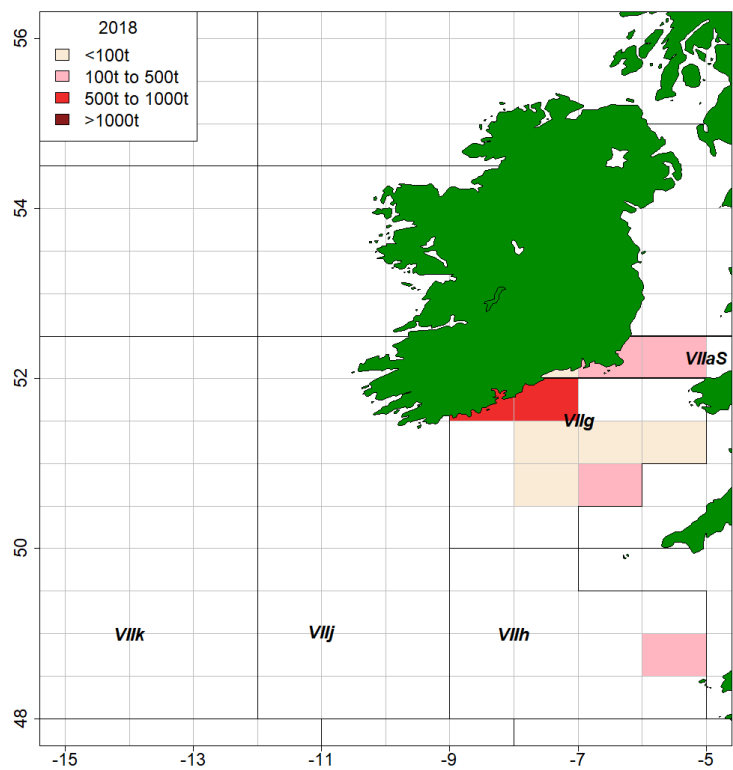 2018
<100t
100t to 500t
500t to 1000t
>1000t
56
54
52
50
48
VIIaS
VIIg
VIIk
VIIj
VIIh
-15
-13
-11
-9
-7
-5